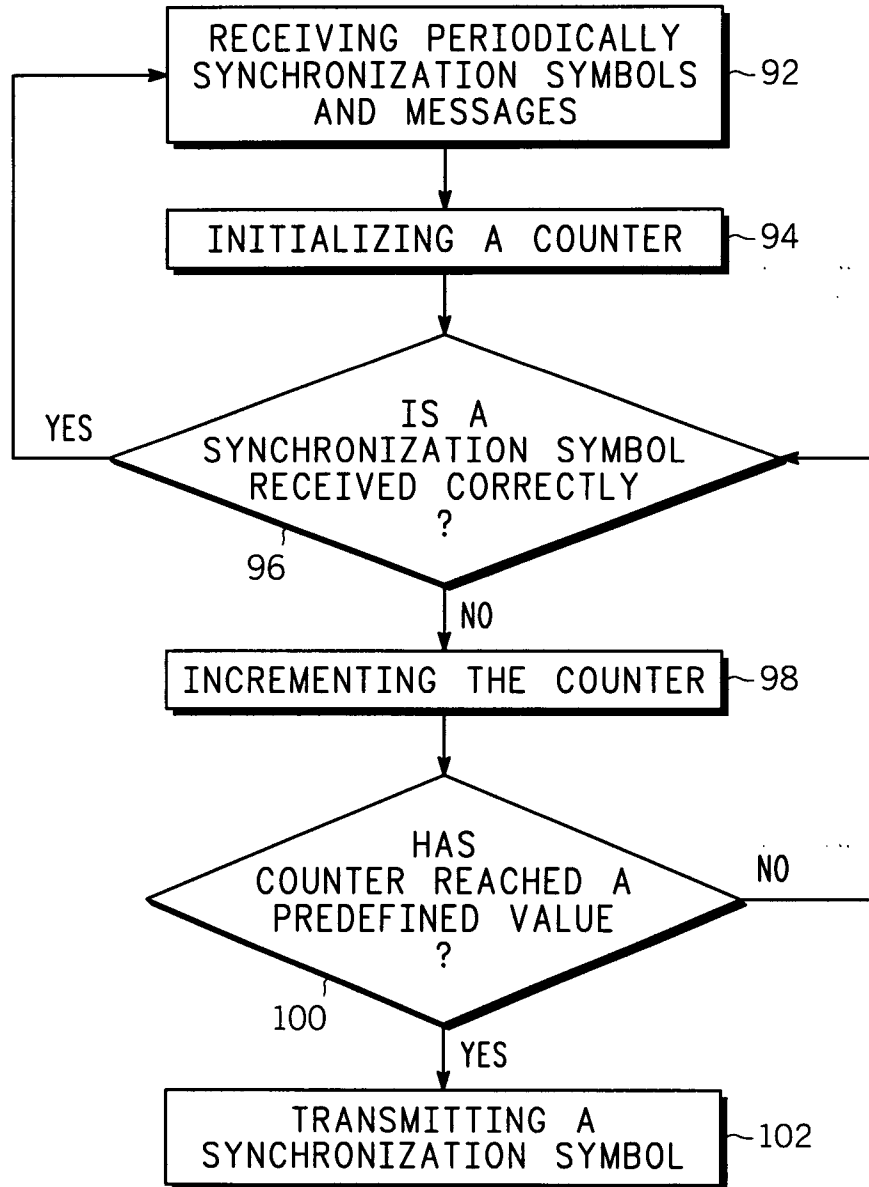 RECEIVING PERIODICALLY
SYNCHRONIZATION SYMBOLS
AND MESSAGES
92
INITIALIZING A COUNTER
94
IS A
SYNCHRONIZATION SYMBOL
RECEIVED CORRECTLY
?
YES
96
NO
INCREMENTING THE COUNTER
98
HAS
COUNTER REACHED A
PREDEFINED VALUE
?
NO
100
YES
TRANSMITTING A
SYNCHRONIZATION SYMBOL
102